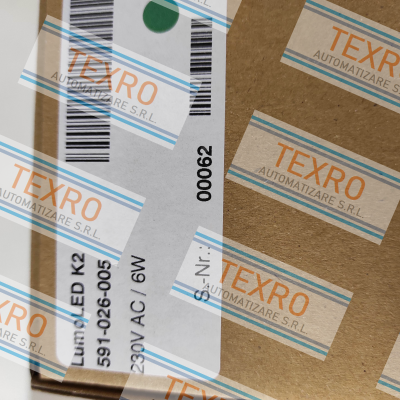 LumoLED K2
591-026-005
230V AC / 6W
S.-Nr.:
00062
TEXRO
AUTOMATIZARE S.R.L.
TEXRO
AUTOMATIZARE S.R.L.
TEXRO
AUTOMATIZARE S.R.L.
TEXRO
AUTOMATIZARE S.R.L.
TEXRO
AUTOMATIZARE S.R.L.
TEXRO